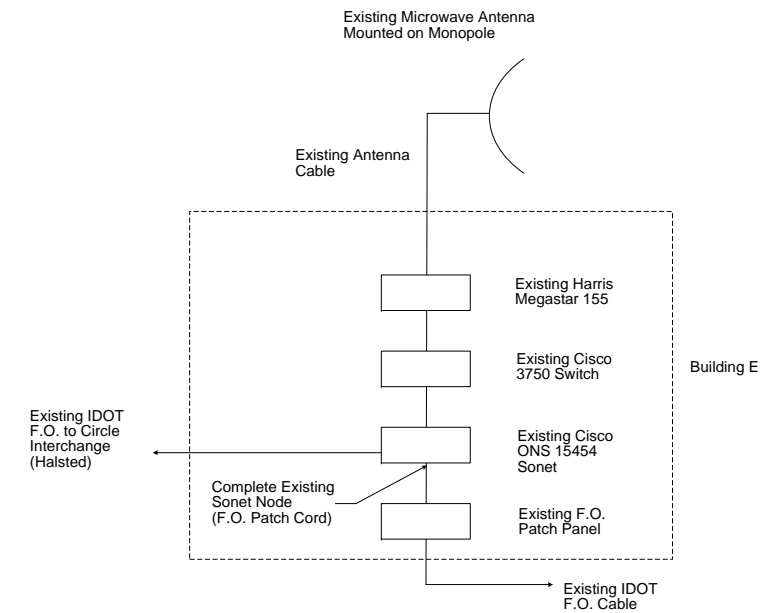 Existing Microwave Antenna
Mounted on Monopole
Existing Antenna
Cable
Existing Harris
Megastar 155
Existing Cisco
3750 Switch
Building E
Existing IDOT
F.O. to Circle
Interchange
(Halsted)
Existing Cisco
ONS 15454
Sonet
Complete Existing
Sonet Node
(F.O. Patch Cord)
Existing F.O.
Patch Panel
Existing IDOT
F.O. Cable